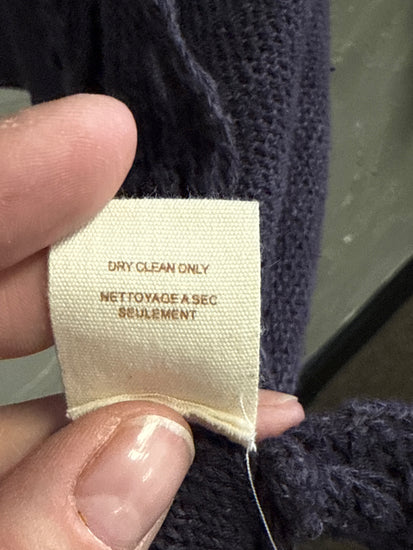 DRY CLEAN ONLY
NETTOYAGE A SEC
SEULEMENT